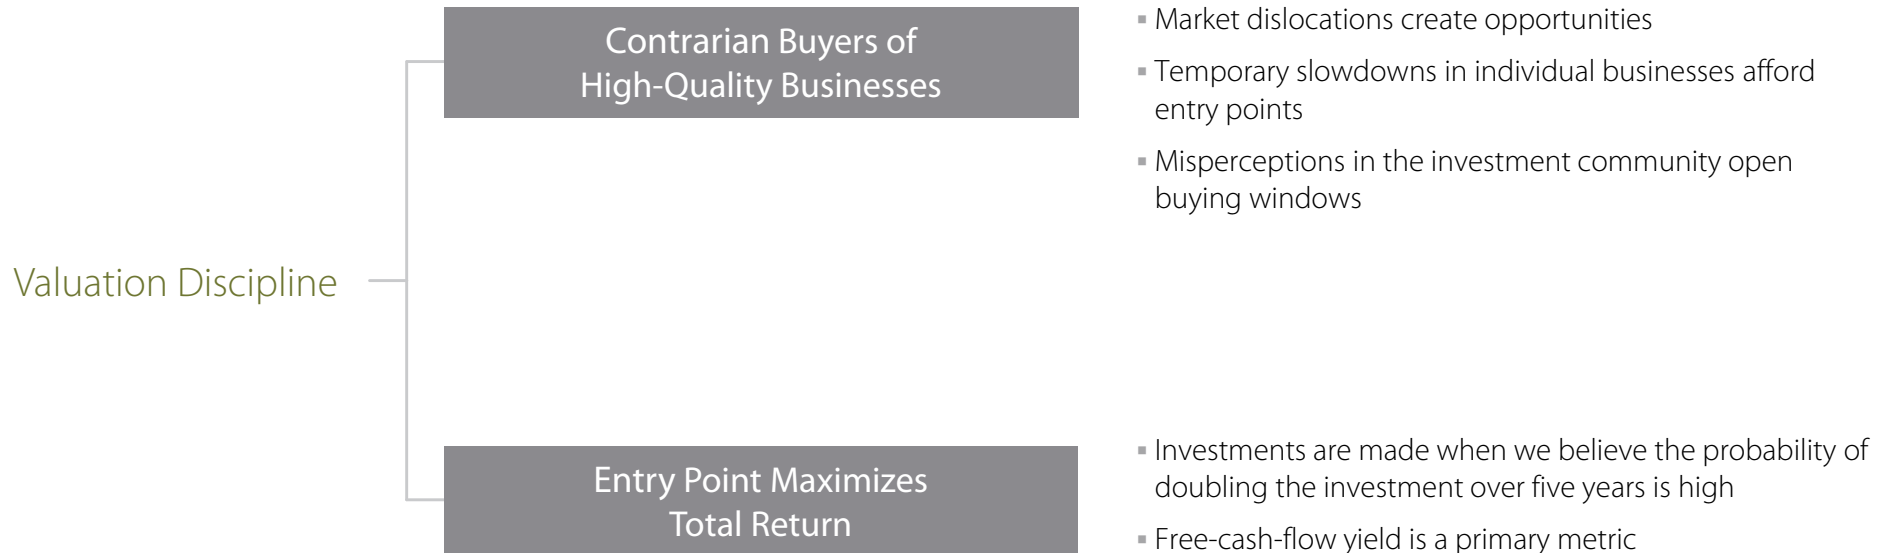 Valuation Discipline
Contrarian Buyers of
High-Quality Businesses
▪ Market dislocations create opportunities
▪ Temporary slowdowns in individual businesses afford
entry points
▪ Misperceptions in the investment community open
buying windows
Entry Point Maximizes
Total Return
▪ Investments are made when we believe the probability of
doubling the investment over five years is high
▪ Free-cash-flow yield is a primary metric